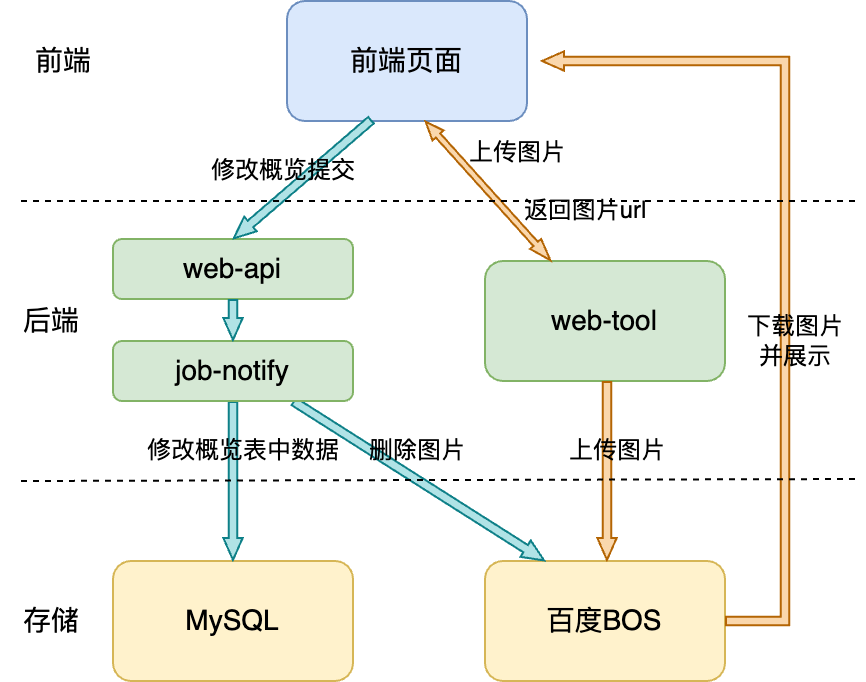 前端
前端页面
上传图片
修改概览提交
返回图片url
web-api
后端
web-tool
下载图片
并展示
job-notify
修改概览表中数据
删除图片
上传图片
存储
MySQL
百度BOS